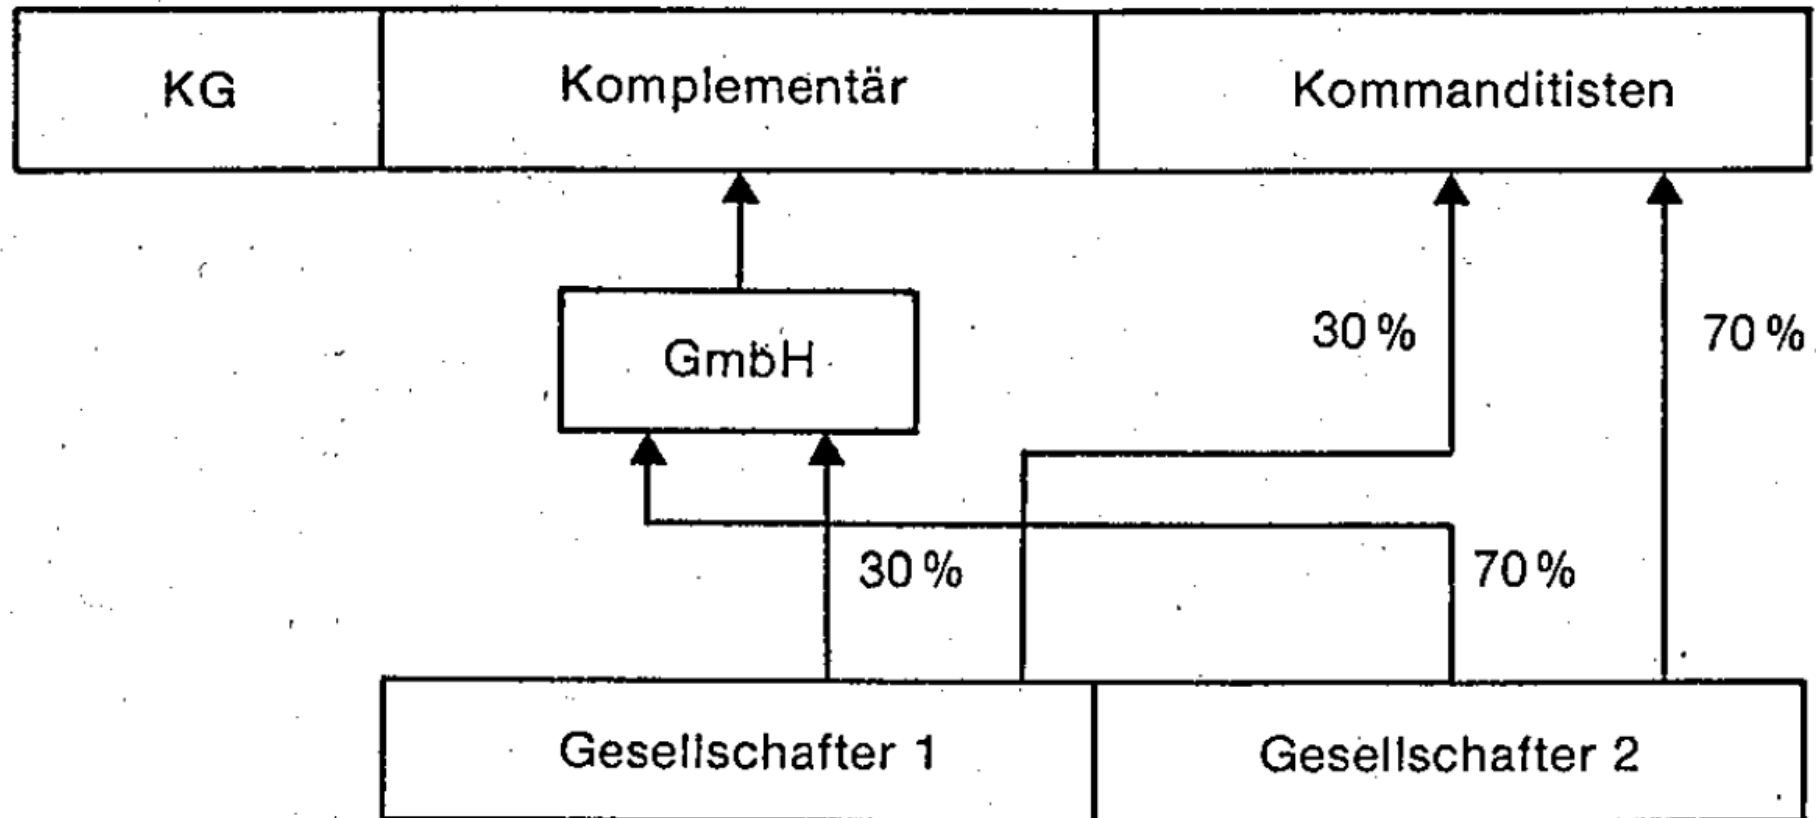 KG
Komplementär
Kommanditisten
GmbH
30 %
70 %
30 %
70 %
Gesellschafter 1
Gesellschafter 2